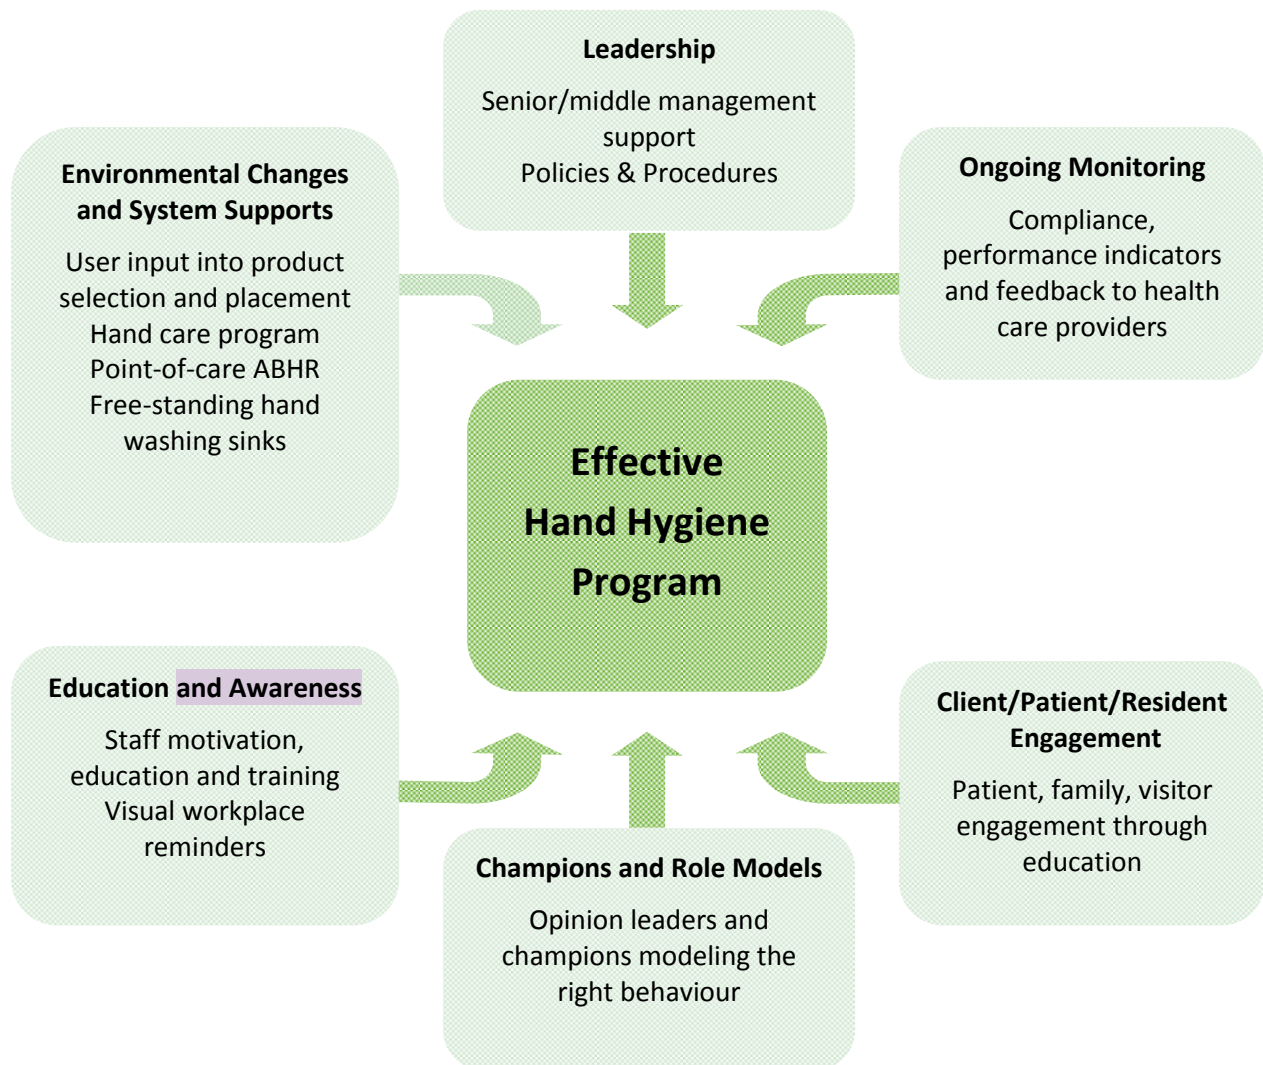 Leadership
Senior/middle management
support
Policies & Procedures
Environmental Changes
and System Supports
User input into product
selection and placement
Hand care program
Point-of-care ABHR
Free-standing hand
washing sinks
Ongoing Monitoring
Compliance,
performance indicators
and feedback to health
care providers
Effective
Hand Hygiene
Program
Education and Awareness
Staff motivation,
education and training
Visual workplace
reminders
Champions and Role Models
Opinion leaders and
champions modeling the
right behaviour
Client/Patient/Resident
Engagement
Patient, family, visitor
engagement through
education